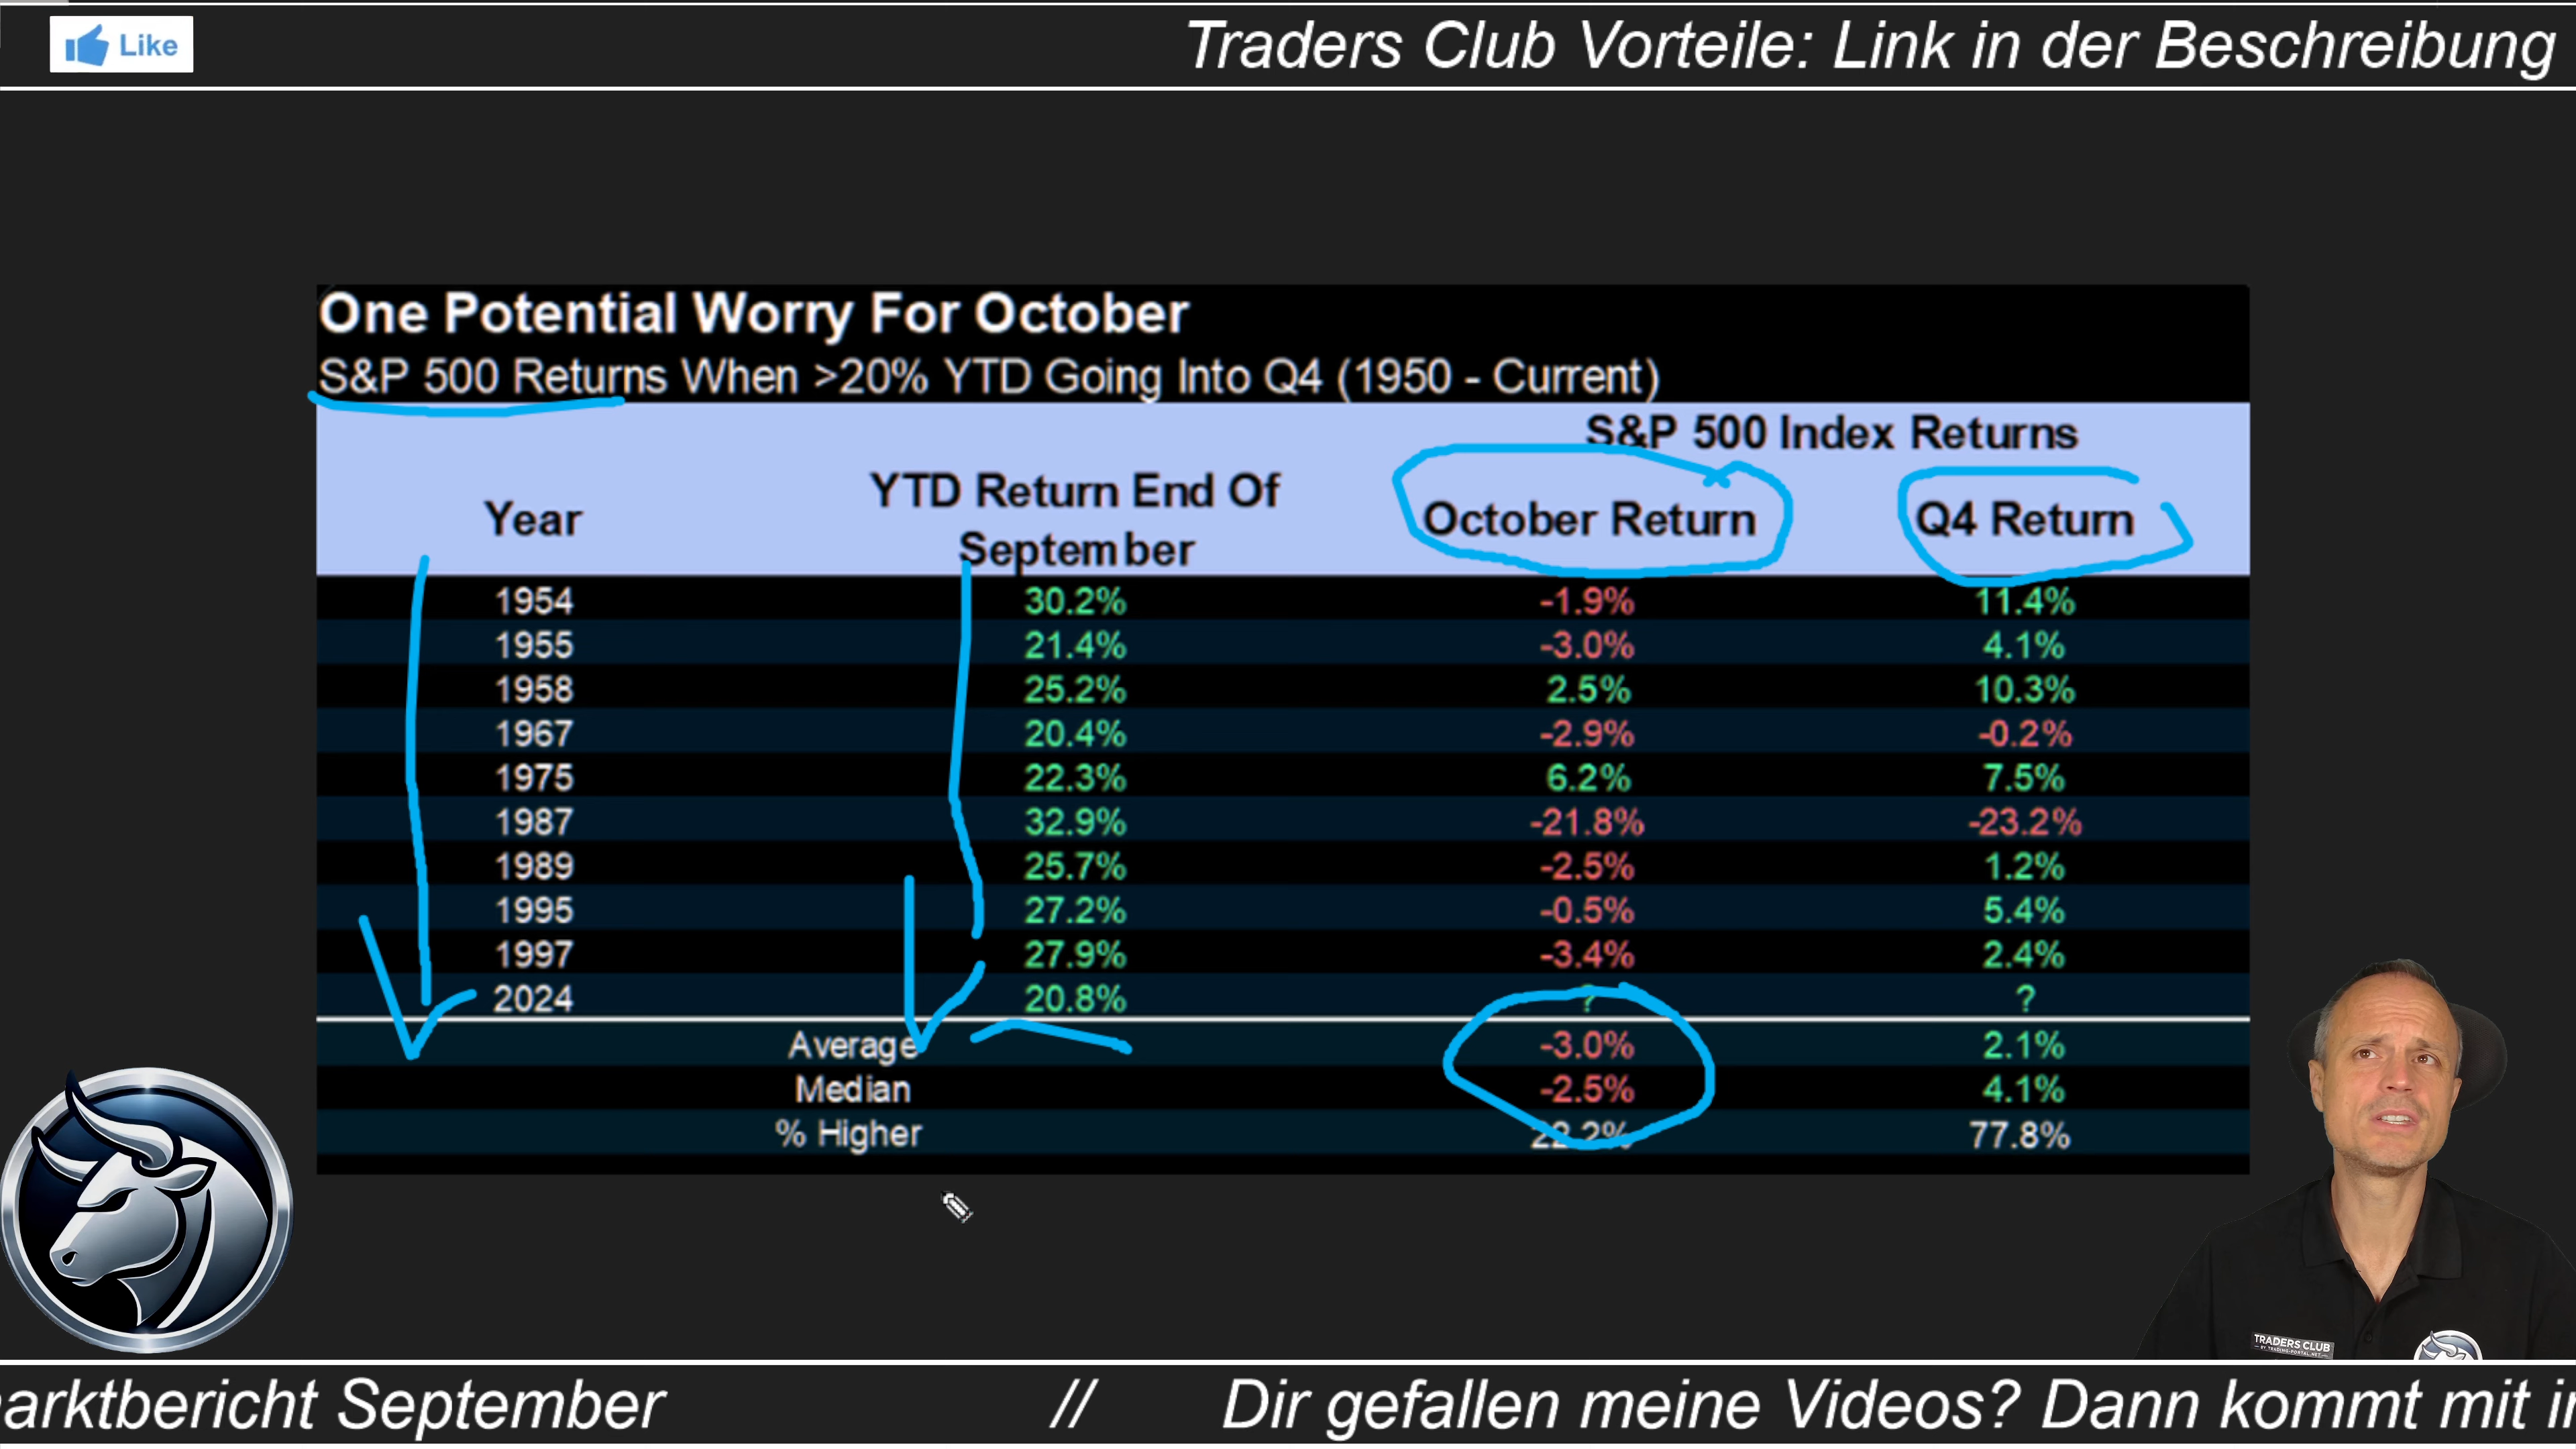 Like
Traders Club Vorteile: Link in der Beschreibung
One Potential Worry For October
S&P 500 Returns When >20% YTD Going Into Q4 (1950 - Current)
S&P 500 Index Returns
Year YTD Return End Of September October Return Q4 Return
1954 30.2% -1.9% 11.4%
1955 21.4% -3.0% 4.1%
1958 25.2% 2.5% 10.3%
1967 20.4% -2.9% -0.2%
1975 22.3% 6.2% 7.5%
1987 32.9% -21.8% -23.2%
1989 25.7% -2.5% 1.2%
1995 27.2% -0.5% 5.4%
1997 27.9% -3.4% 2.4%
2024 20.8% ? ?
Average -3.0% 2.1%
Median -2.5% 4.1%
% Higher 22.2% 77.8%
TRADERS CLUB
arktbericht September // Dir gefallen meine Videos? Dann kommt mit in